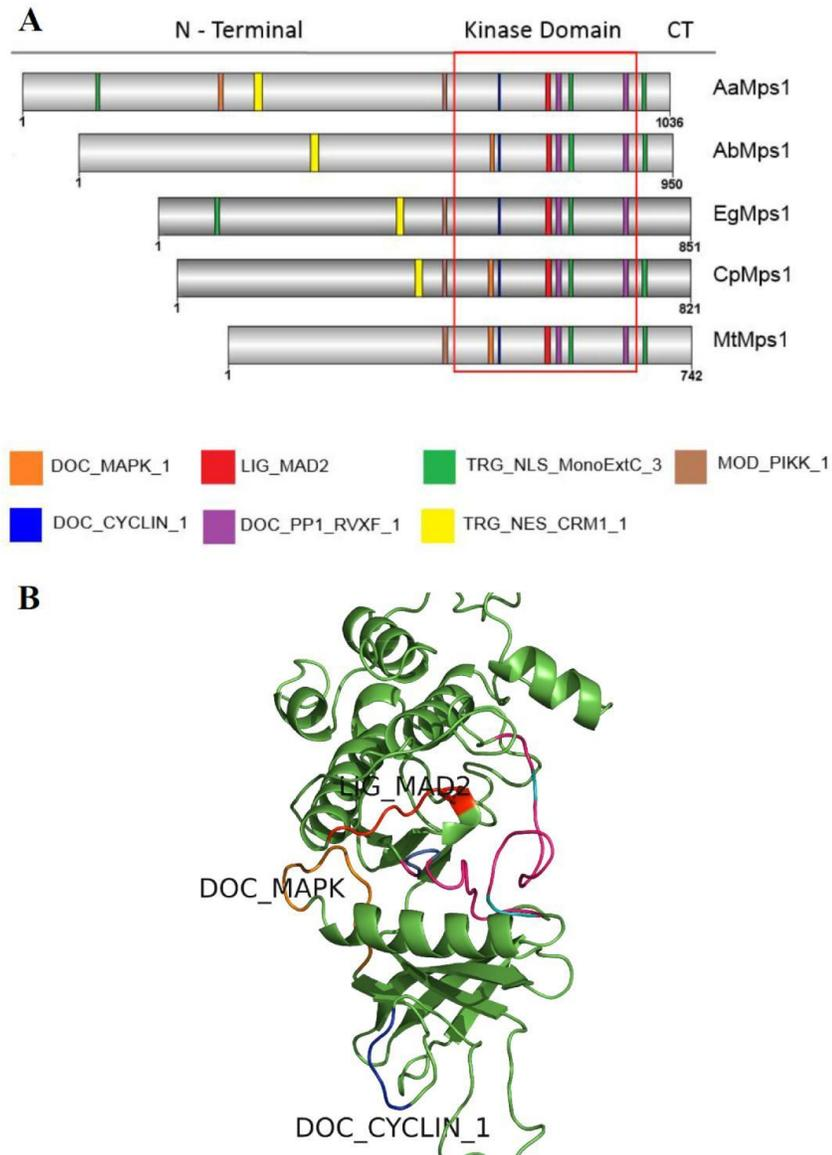 A
N - Terminal Kinase Domain CT
AaMps1
1 1036
AbMps1
1 950
EgMps1
1 851
CpMps1
1 821
MtMps1
1 742
DOC_MAPK_1 LIG_MAD2 TRG_NLS_MonoExtC_3 MOD_PIKK_1
DOC_CYCLIN_1 DOC_PP1_RVXF_1 TRG_NES_CRM1_1
B
LIG_MAD2
DOC_MAPK
DOC_CYCLIN_1